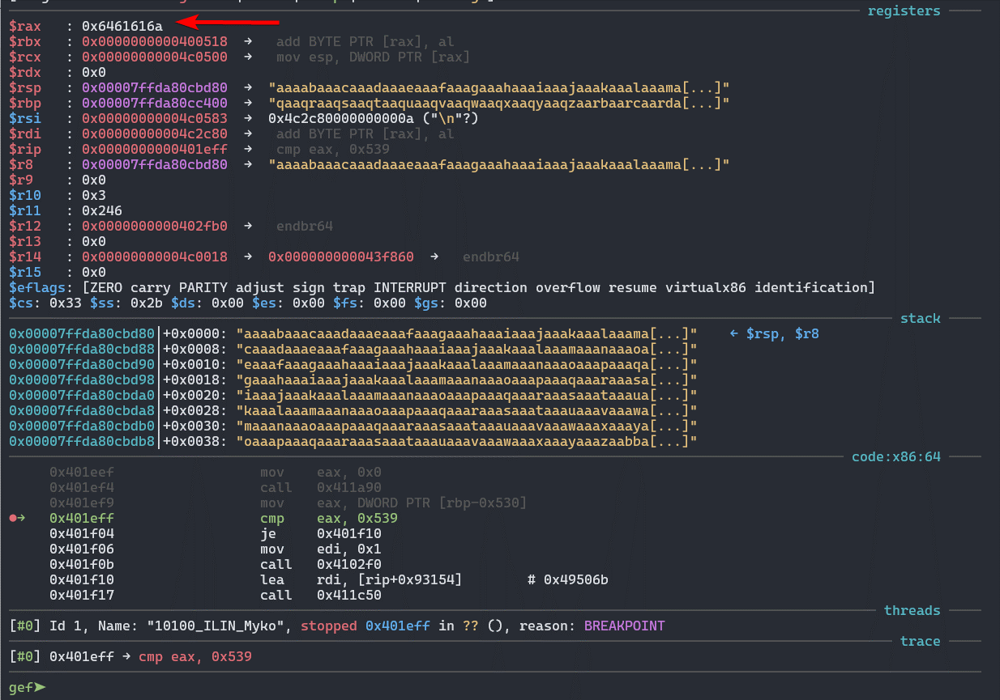 registers
$rax   : 0x6461616a
$rbx   : 0x0000000000400518  →   add BYTE PTR [rax], al
$rcx   : 0x00000000004c0500  →   mov esp, DWORD PTR [rax]
$rdx   : 0x0
$rsp   : 0x00007ffda80cbd80  →  "aaaabaaacaaadaaaeaaafaaagaaahaaaiaaajaaakaaalaaama[...]"
$rbp   : 0x00007ffda80cc400  →  "qaaqraaqsaaqtaaquaaqvaaqwaaqxaaqyaaqzaarbaarcaarda[...]"
$rsi   : 0x00000000004c0583  →  0x4c2c80000000000a ("\n"?)
$rdi   : 0x00000000004c2c80  →   add BYTE PTR [rax], al
$rip   : 0x0000000000401eff  →   cmp eax, 0x539
$r8    : 0x00007ffda80cbd80  →  "aaaabaaacaaadaaaeaaafaaagaaahaaaiaaajaaakaaalaaama[...]"
$r9    : 0x0
$r10   : 0x3
$r11   : 0x246
$r12   : 0x0000000000402fb0  →   endbr64
$r13   : 0x0
$r14   : 0x00000000004c0018  →  0x000000000043f860  →   endbr64
$r15   : 0x0
$eflags: [ZERO carry PARITY adjust sign trap INTERRUPT direction overflow resume virtualx86 identification]
$cs: 0x33 $ss: 0x2b $ds: 0x00 $es: 0x00 $fs: 0x00 $gs: 0x00
stack
0x00007ffda80cbd80│+0x0000: "aaaabaaacaaadaaaeaaafaaagaaahaaaiaaajaaakaaalaaama[...]"    ← $rsp, $r8
0x00007ffda80cbd88│+0x0008: "caaadaaaeaaafaaagaaahaaaiaaajaaakaaalaaamaaanaaaoa[...]"
0x00007ffda80cbd90│+0x0010: "eaaafaaagaaahaaaiaaajaaakaaalaaamaaanaaaoaaapaaaqa[...]"
0x00007ffda80cbd98│+0x0018: "gaaahaaaiaaajaaakaaalaaamaaanaaaoaaapaaaqaaaraaasa[...]"
0x00007ffda80cbda0│+0x0020: "iaaajaaakaaalaaamaaanaaaoaaapaaaqaaaraaasaaataaaua[...]"
0x00007ffda80cbda8│+0x0028: "kaaalaaamaaanaaaoaaapaaaqaaaraaasaaataaauaaavaaawa[...]"
0x00007ffda80cbdb0│+0x0030: "maaanaaaoaaapaaaqaaaraaasaaataaauaaavaaawaaaxaaaya[...]"
0x00007ffda80cbdb8│+0x0038: "oaaapaaaqaaaraaasaaataaauaaavaaawaaaxaaayaaazaabba[...]"
code:x86:64
0x401eef                  mov    eax, 0x0
0x401ef4                  call   0x411a90
0x401ef9                  mov    eax, DWORD PTR [rbp-0x530]
●→   0x401eff                  cmp    eax, 0x539
0x401f04                  je     0x401f10
0x401f06                  mov    edi, 0x1
0x401f0b                  call   0x4102f0
0x401f10                  lea    rdi, [rip+0x93154]        # 0x49506b
0x401f17                  call   0x411c50
threads
[#0] Id 1, Name: "10100_ILIN_Myko", stopped 0x401eff in ?? (), reason: BREAKPOINT
trace
[#0] 0x401eff → cmp eax, 0x539
gef➤